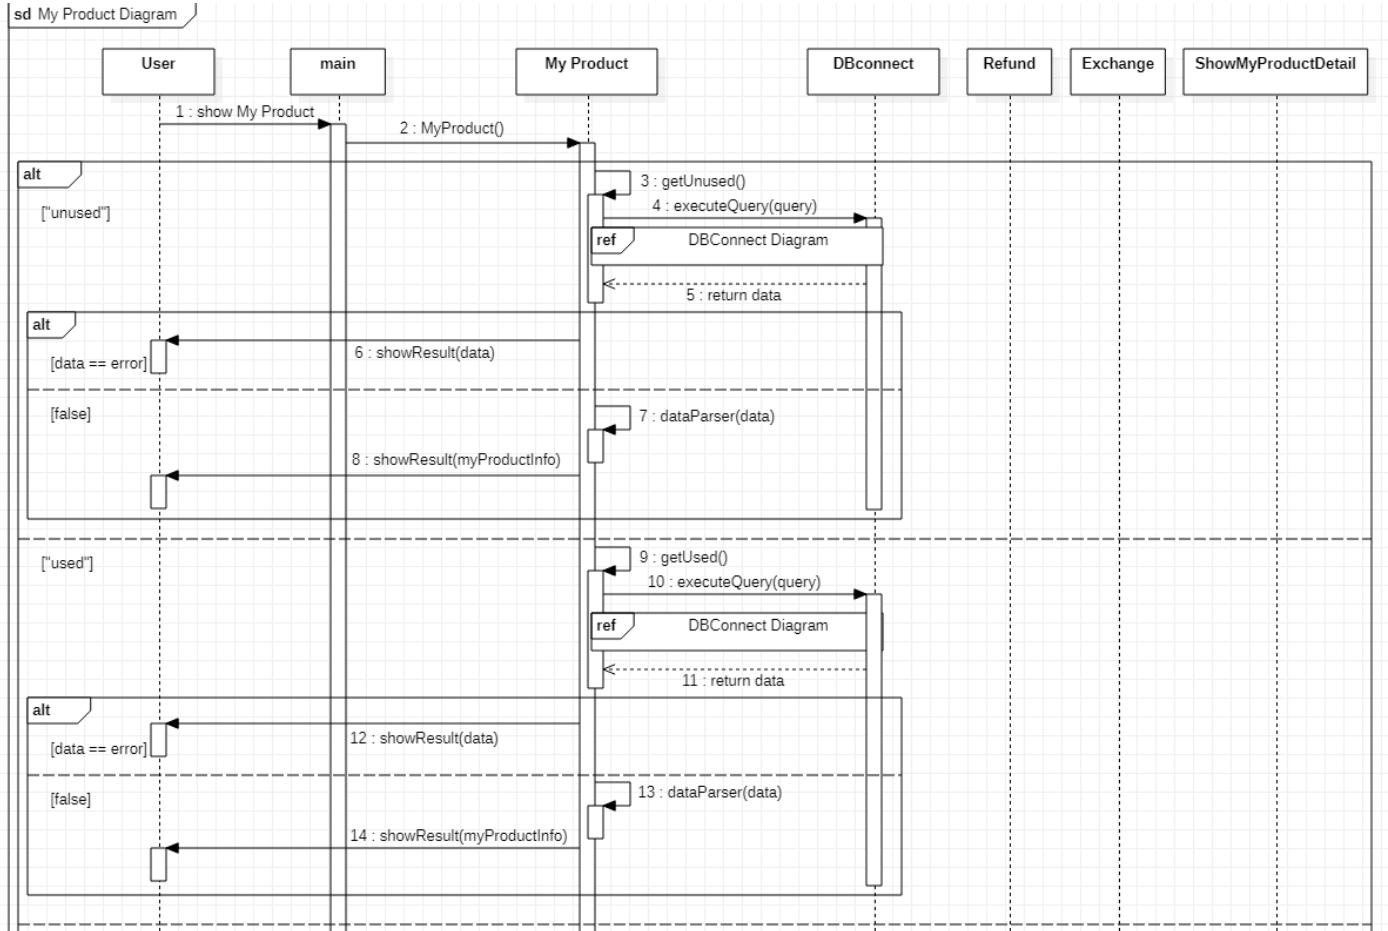 sd My Product Diagram
User
main
My Product
DBconnect
Refund
Exchange
ShowMyProductDetail
1 : show My Product
2 : MyProduct()
alt
3 : getUnused()
["unused"]
4 : executeQuery(query)
ref
DBConnect Diagram
5 : return data
alt
6 : showResult(data)
[data == error]
[false]
7 : dataParser(data)
8 : showResult(myProductInfo)
9 : getUsed()
["used"]
10 : executeQuery(query)
ref
DBConnect Diagram
11 : return data
alt
12 : showResult(data)
[data == error]
13 : dataParser(data)
[false]
14 : showResult(myProductInfo)